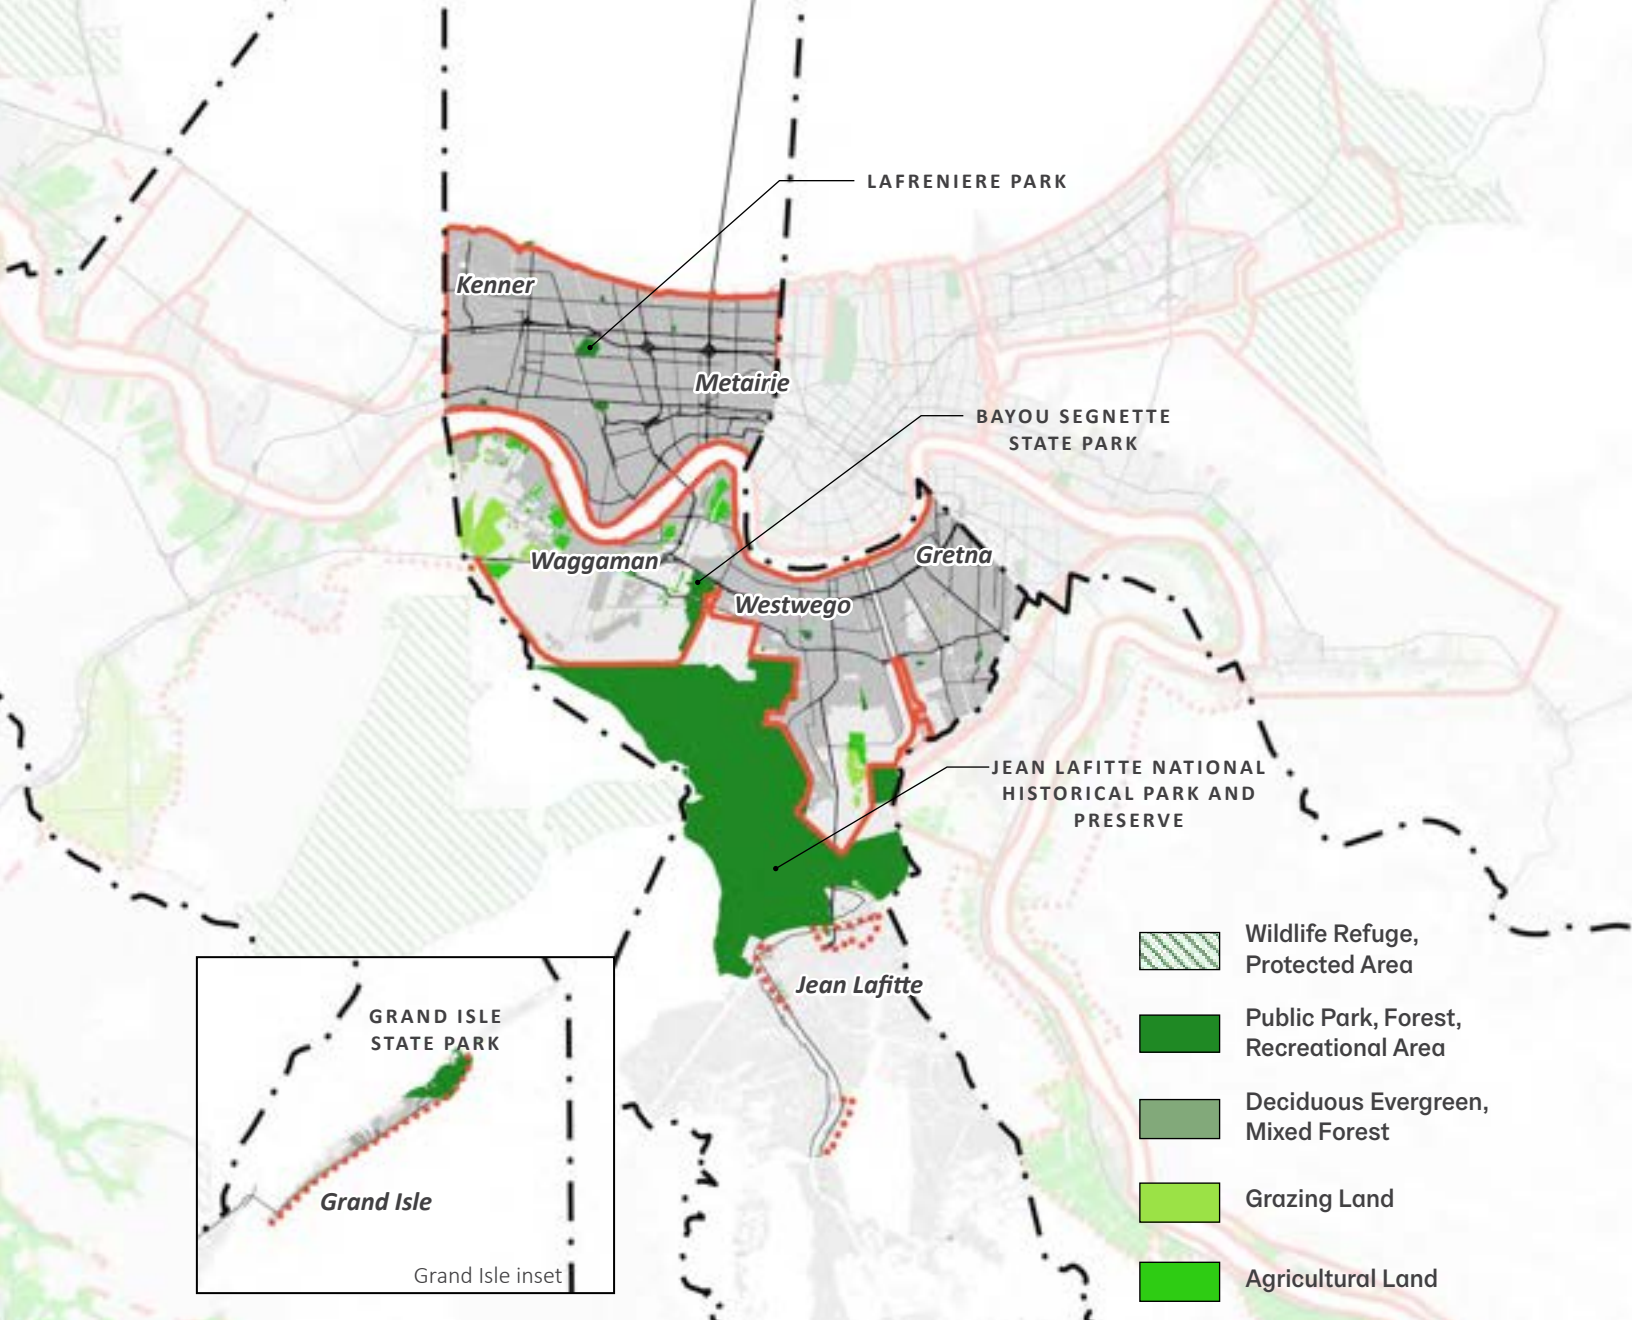 LAFRENIERE PARK
Kenner
Metairie
BAYOU SEGNETTE
STATE PARK
Waggaman
Gretna
Westwego
JEAN LAFITTE NATIONAL
HISTORICAL PARK AND
PRESERVE
Jean Lafitte
GRAND ISLE
STATE PARK
Grand Isle
Grand Isle inset
Wildlife Refuge,
Protected Area
Public Park, Forest,
Recreational Area
Deciduous Evergreen,
Mixed Forest
Grazing Land
Agricultural Land